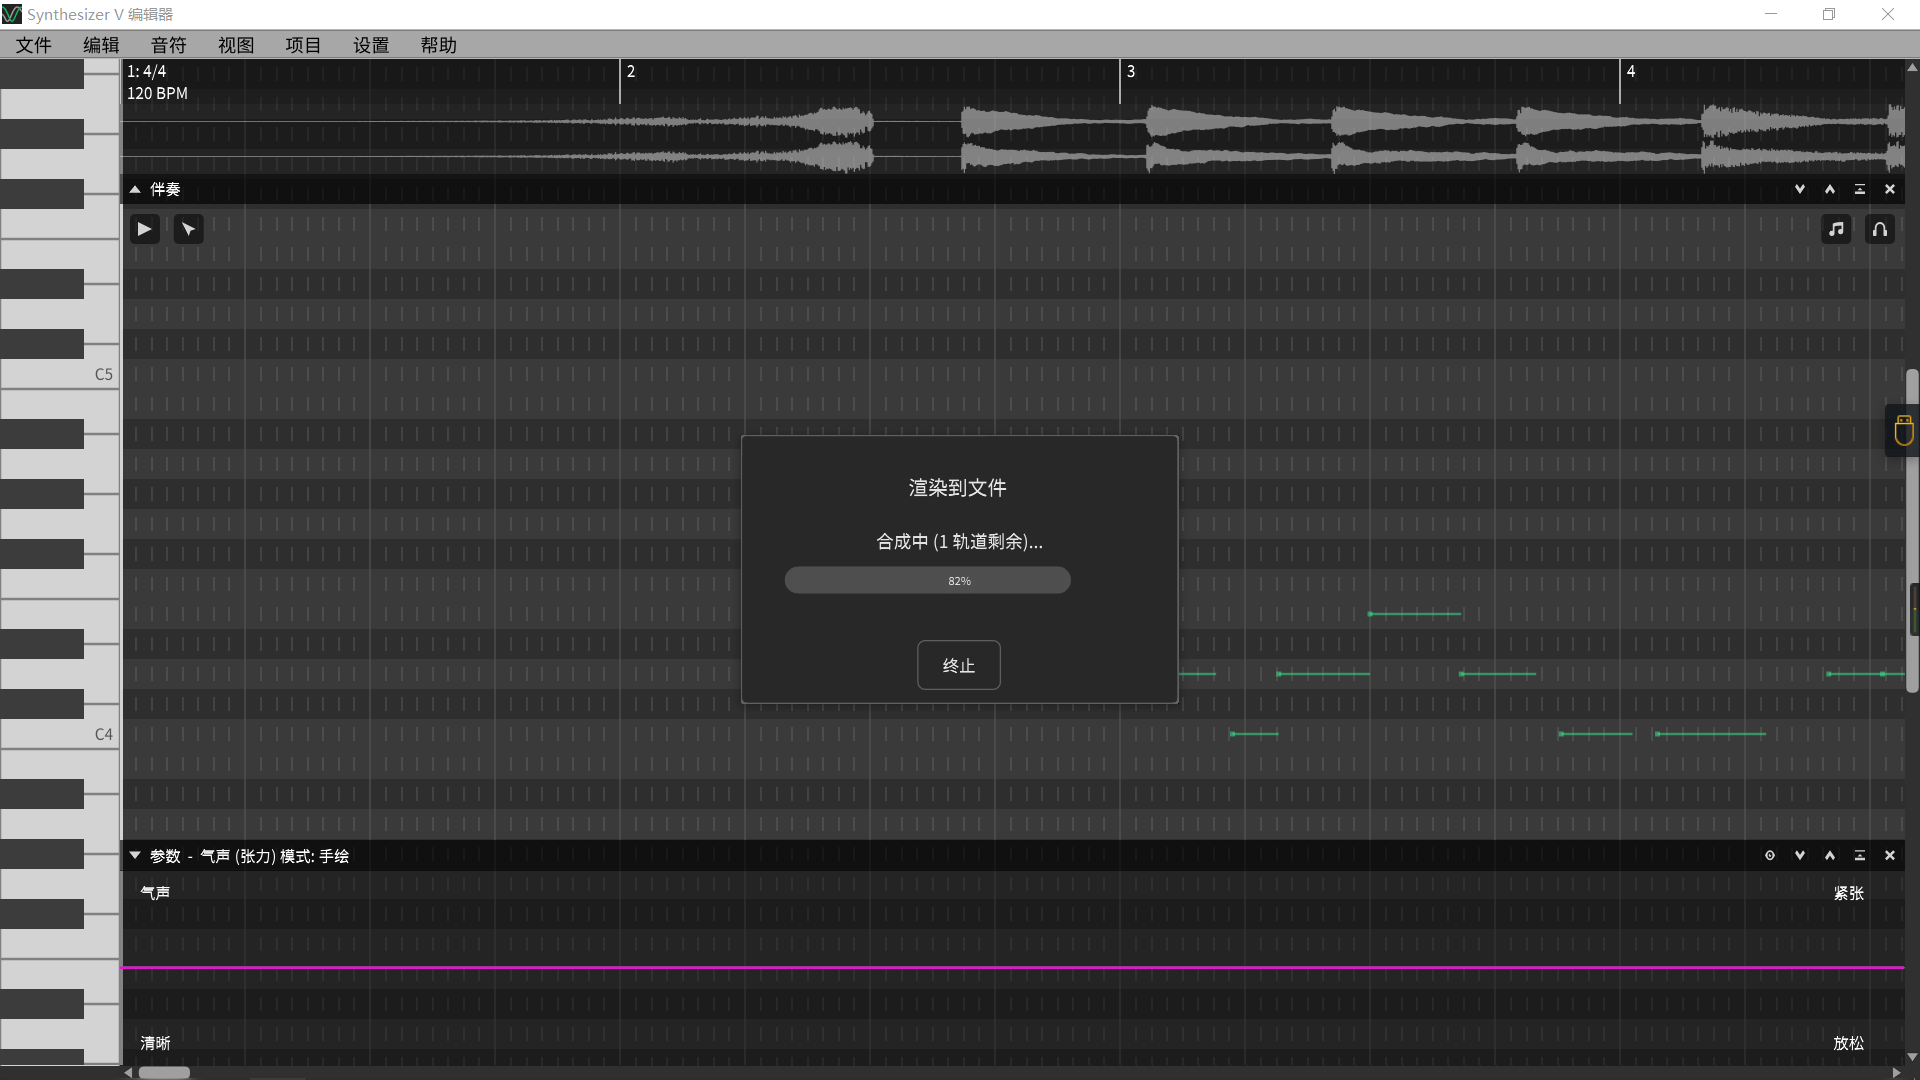 Synthesizer V 编辑器
文件 编辑 音符 视图 项目 设置 帮助
1: 4/4 2 3 4
120 BPM
伴奏
C5
渲染到文件
合成中 (1 轨道剩余)...
82%
终止
C4
参数 - 气声 (张力) 模式: 手绘
气声 紧张
清晰 放松